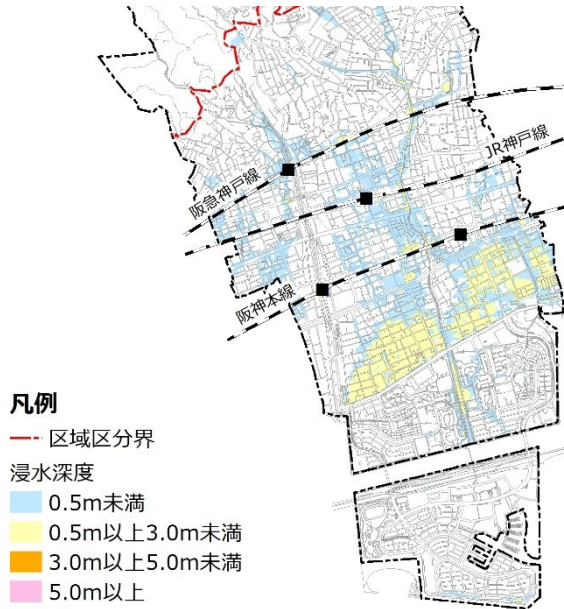 阪急神戸線
JR神戸線
阪神本線
凡例
区域区分界
浸水深度
0.5m未満
0.5m以上3.0m未満
3.0m以上5.0m未満
5.0m以上